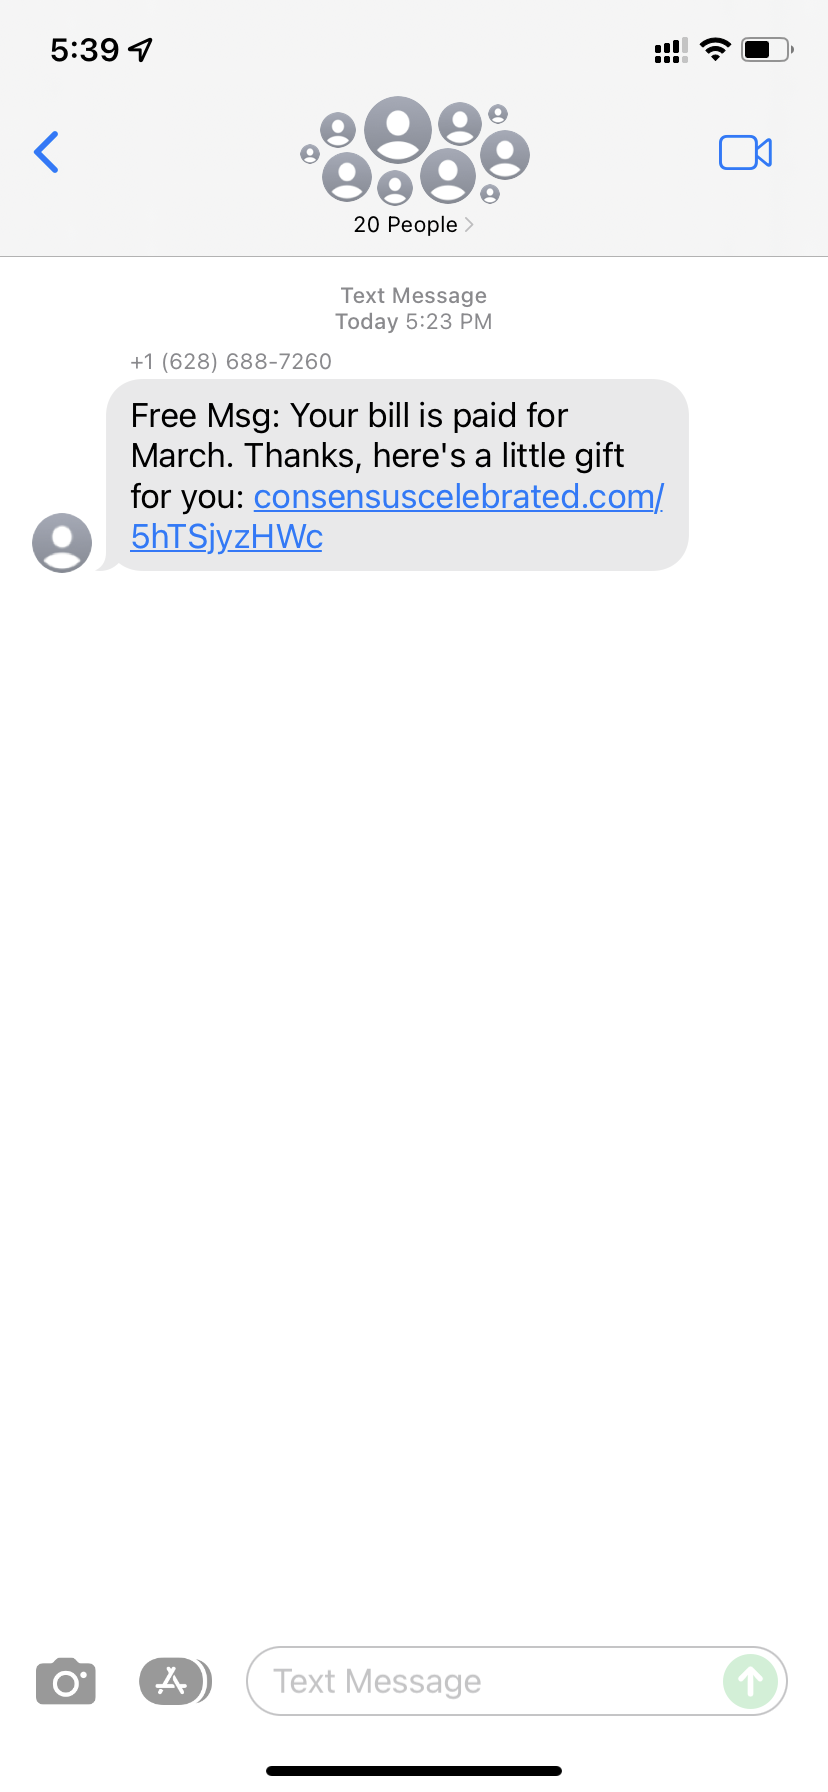 5:39
20 People
Text Message
Today 5:23 PM
+1 (628) 688-7260
Free Msg: Your bill is paid for
March. Thanks, here's a little gift
for you: consensuscelebrated.com/
5hTSjyzHWc
Text Message